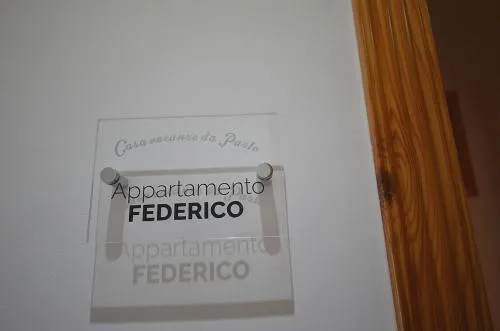 Casa vacanze da Paolo
Appartamento
FEDERICO